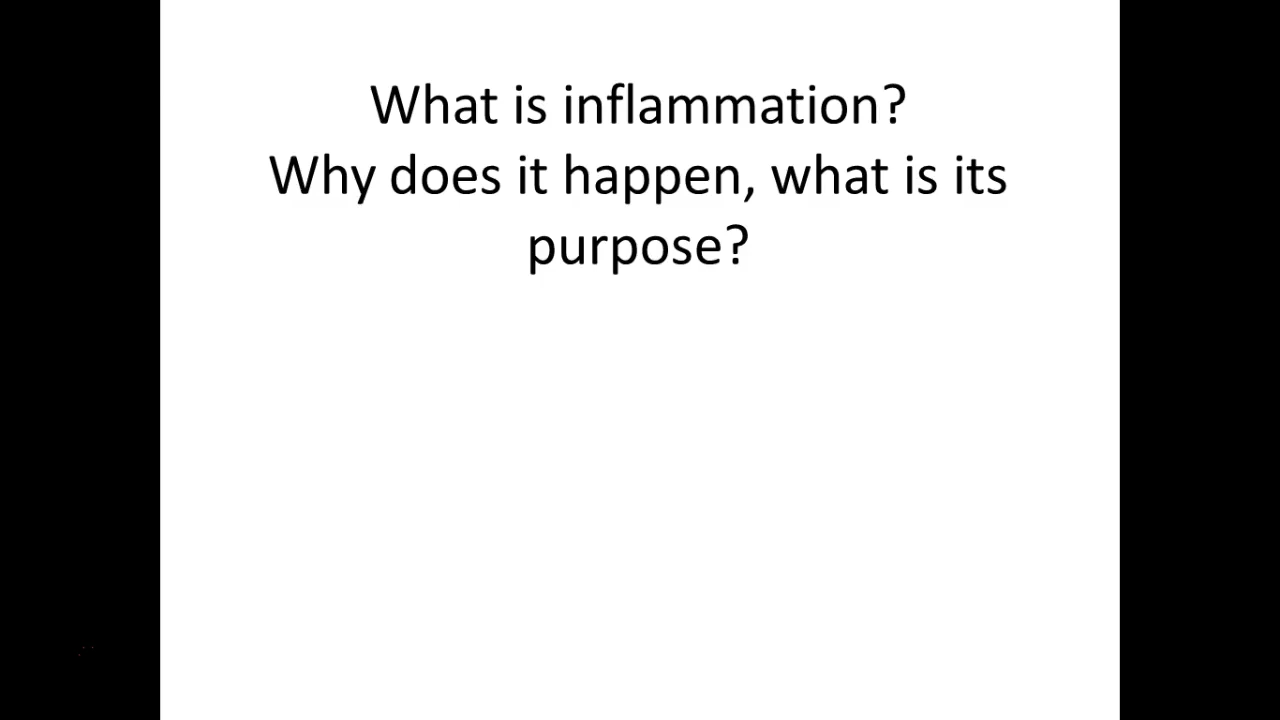 What is inflammation?
Why does it happen, what is its
purpose?